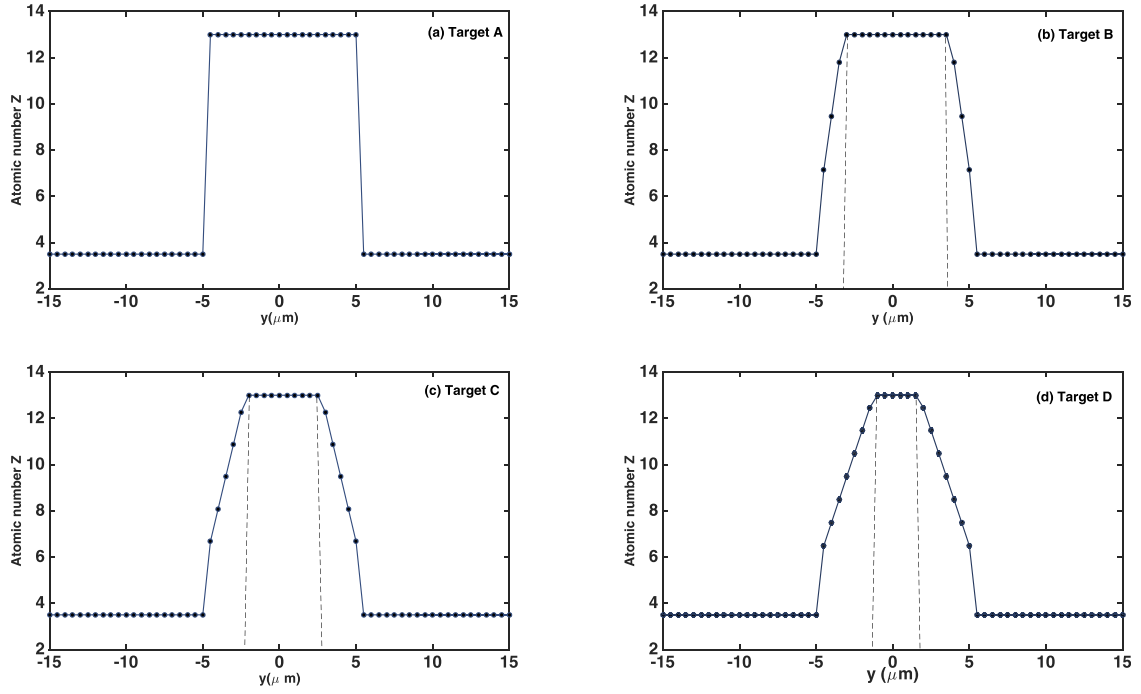 14
12
10
8
6
4
2
Atomic number Z
(a) Target A
-15 -10 -5 0 5 10 15
y(μm)
14
12
10
8
6
4
2
Atomic number Z
(b) Target B
-15 -10 -5 0 5 10 15
y (μm)
14
12
10
8
6
4
2
Atomic number Z
(c) Target C
-15 -10 -5 0 5 10 15
y(μ m)
14
12
10
8
6
4
2
Atomic number Z
(d) Target D
-15 -10 -5 0 5 10 15
y (μm)